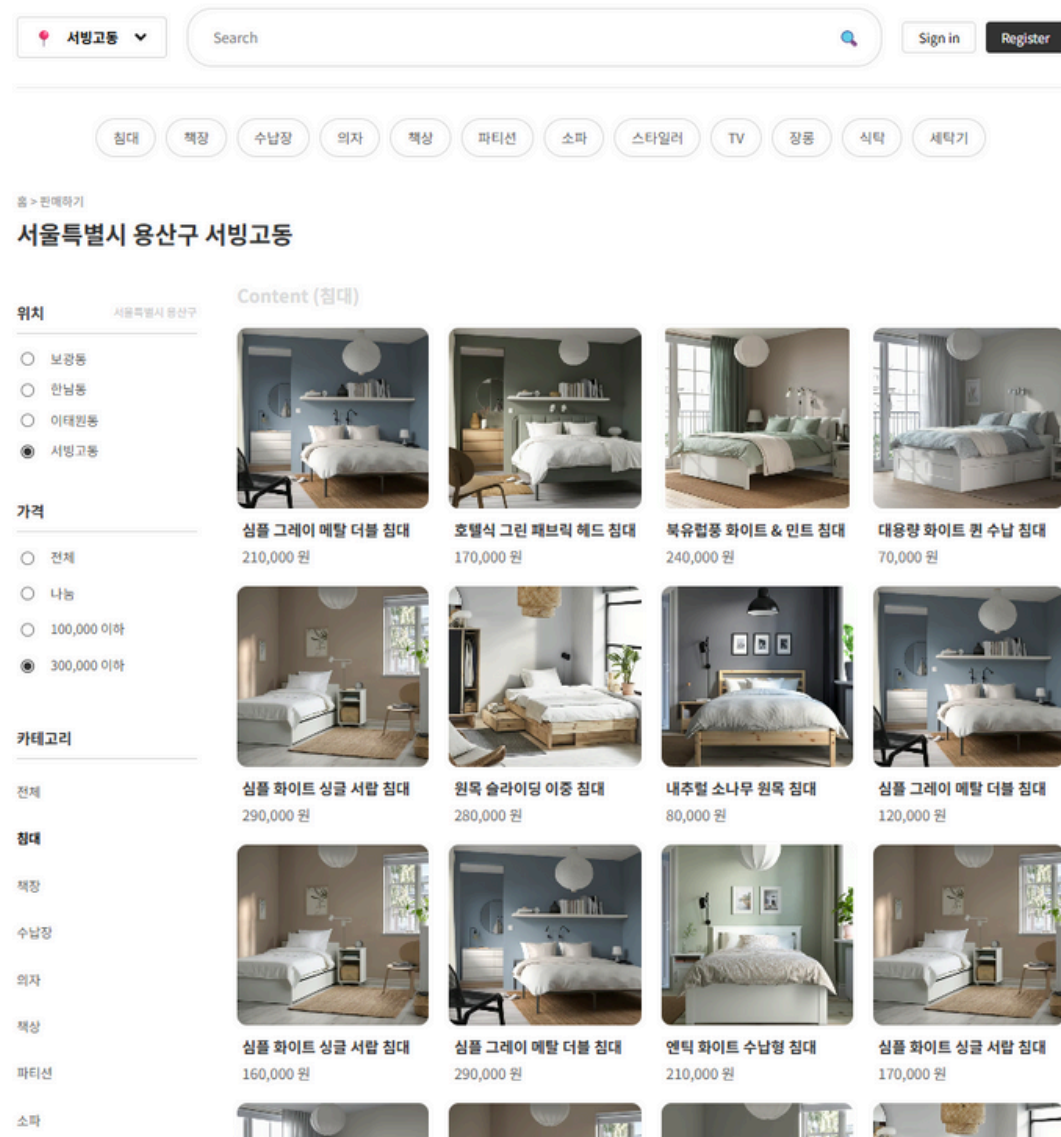 서빙고동
Search
Sign in
Register
침대
책장
수납장
의자
책상
파티션
소파
스타일러
TV
장롱
식탁
세탁기
홈 > 판매하기
서울특별시 용산구 서빙고동
위치
서울특별시 용산구
보광동
한남동
이태원동
서빙고동
가격
전체
나눔
100,000 이하
300,000 이하
카테고리
전체
침대
책장
수납장
의자
책상
파티션
소파
Content (침대)
심플 그레이 메탈 더블 침대
210,000 원
호텔식 그린 패브릭 헤드 침대
170,000 원
북유럽풍 화이트 & 민트 침대
240,000 원
대용량 화이트 퀸 수납 침대
70,000 원
심플 화이트 싱글 서랍 침대
290,000 원
원목 슬라이딩 이중 침대
280,000 원
내추럴 소나무 원목 침대
80,000 원
심플 그레이 메탈 더블 침대
120,000 원
심플 화이트 싱글 서랍 침대
160,000 원
심플 그레이 메탈 더블 침대
290,000 원
엔틱 화이트 수납형 침대
210,000 원
심플 화이트 싱글 서랍 침대
170,000 원